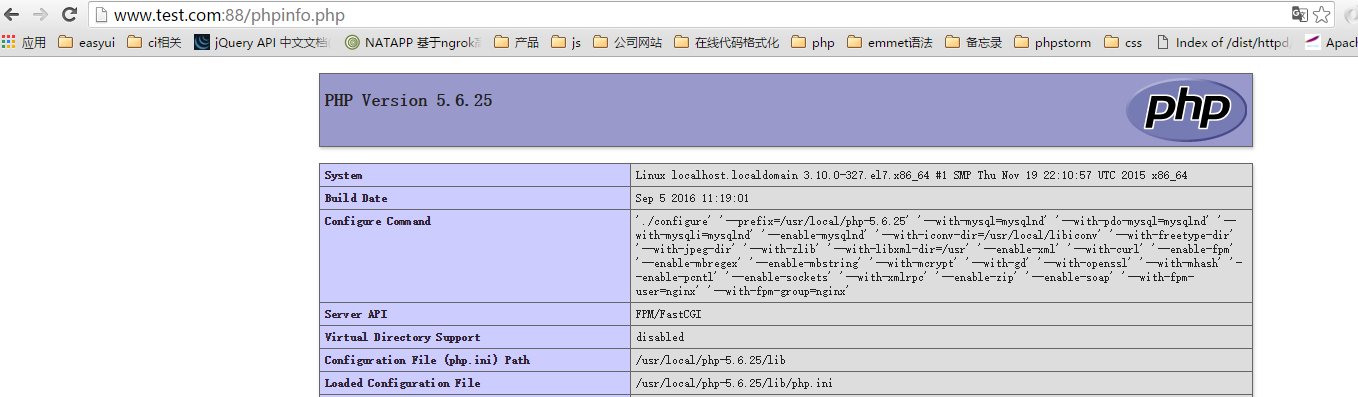 www.test.com:88/phpinfo.php
应用 easyui ci相关 jQuery API 中文文档 NATAPP 基于ngrok 产品 js 公司网站 在线代码格式化 php emmet语法 备忘录 phpstorm css Index of /dist/httpd/ Apach
PHP Version 5.6.25
php
System Linux localhost.localdomain 3.10.0-327.el7.x86_64 #1 SMP Thu Nov 19 22:10:57 UTC 2015 x86_64
Build Date Sep 5 2016 11:19:01
Configure Command './configure' '--prefix=/usr/local/php-5.6.25' '--with-mysql=mysqlnd' '--with-pdo-mysql=mysqlnd' '--
with-mysqli=mysqlnd' '--enable-mysqlnd' '--with-iconv-dir=/usr/local/libiconv' '--with-freetype-dir'
'--with-jpeg-dir' '--with-zlib' '--with-libxml-dir=/usr' '--enable-xml' '--with-curl' '--enable-fpm'
'--enable-mbregex' '--enable-mbstring' '--with-mcrypt' '--with-gd' '--with-openssl' '--with-mhash' '-
-enable-pcntl' '--enable-sockets' '--with-xmlrpc' '--enable-zip' '--enable-soap' '--with-fpm-
user=nginx' '--with-fpm-group=nginx'
Server API FPM/FastCGI
Virtual Directory Support disabled
Configuration File (php.ini) Path /usr/local/php-5.6.25/lib
Loaded Configuration File /usr/local/php-5.6.25/lib/php.ini